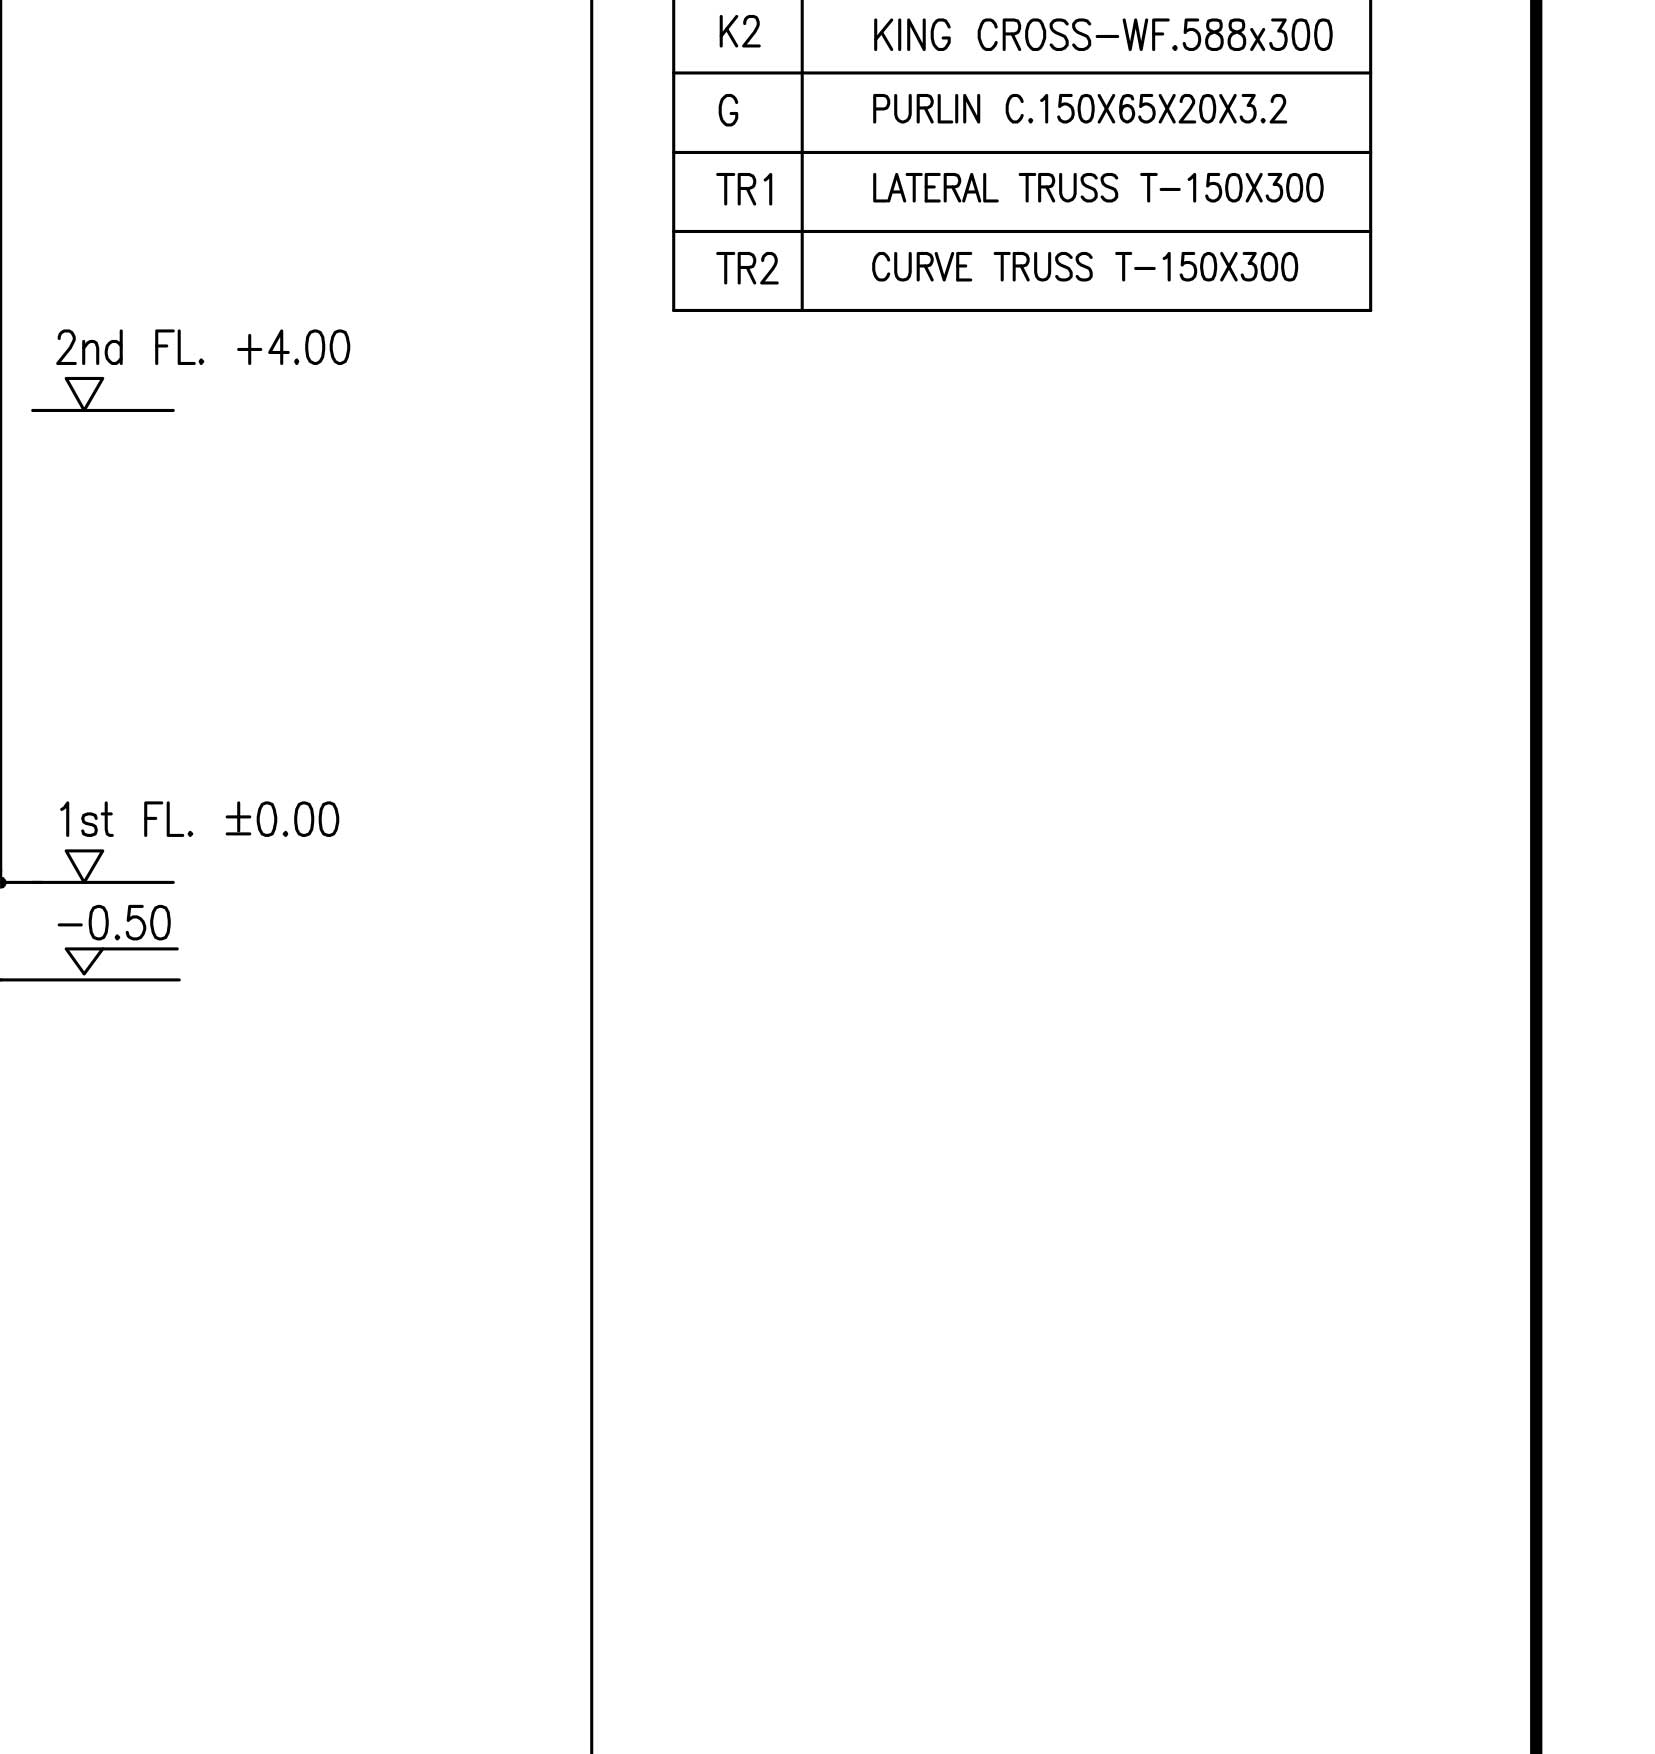 K2 KING CROSS-WF.588x300
G PURLIN C.150X65X20X3.2
TR1 LATERAL TRUSS T-150X300
TR2 CURVE TRUSS T-150X300
2nd FL. +4.00
1st FL. ±0.00
-0.50